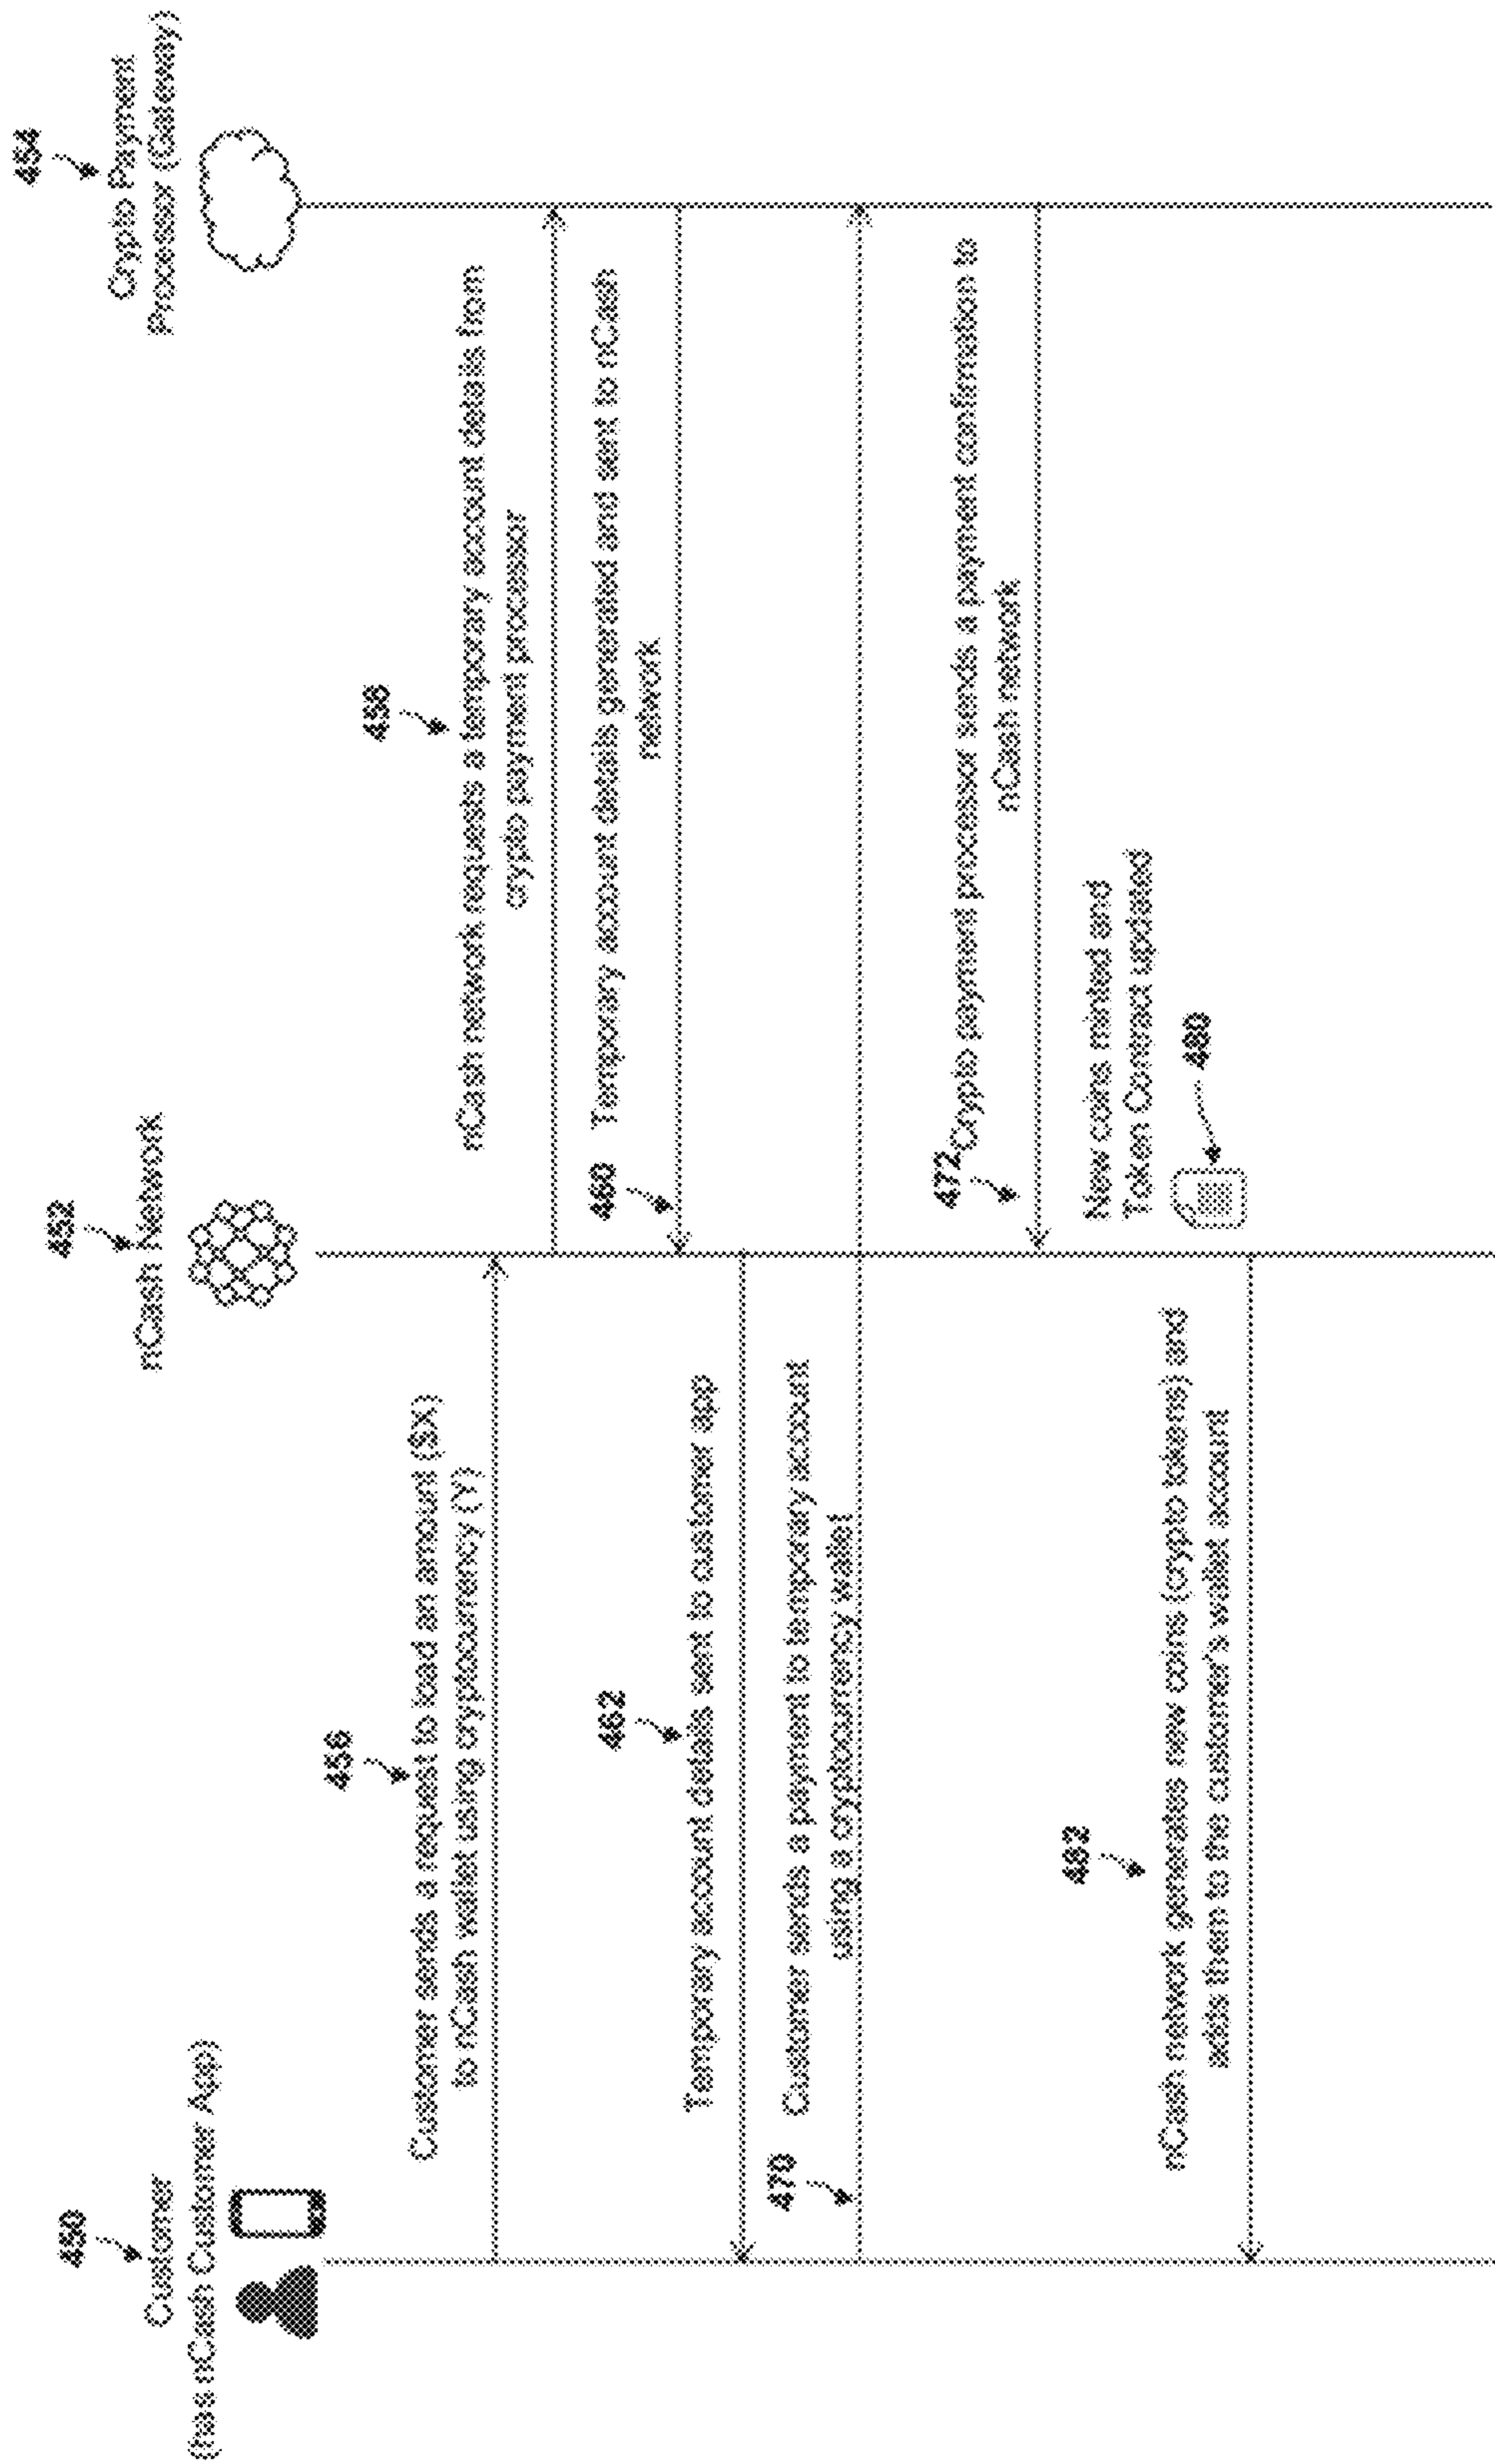 450
Customer
(has nCash Customer App)
452
nCash Network
454
Crypto Payment
Processor (Gateway)
456
Customer sends a request to load an amount ($X)
to nCash wallet using cryptocurrency (Y)
458
nCash network requests a temporary account details from
crypto payment processor
460
Temporary account details generated and sent to nCash
network
462
Temporary account details sent to customer app
470
Customer sends a payment to temporary account
using a cryptocurrency wallet
472
Crypto payment processor sends a payment confirmation to
nCash network
New coins minted and
Token Contract updated
480
482
nCash network generates new coins (crypto tokens) and
adds them to the customer's wallet account